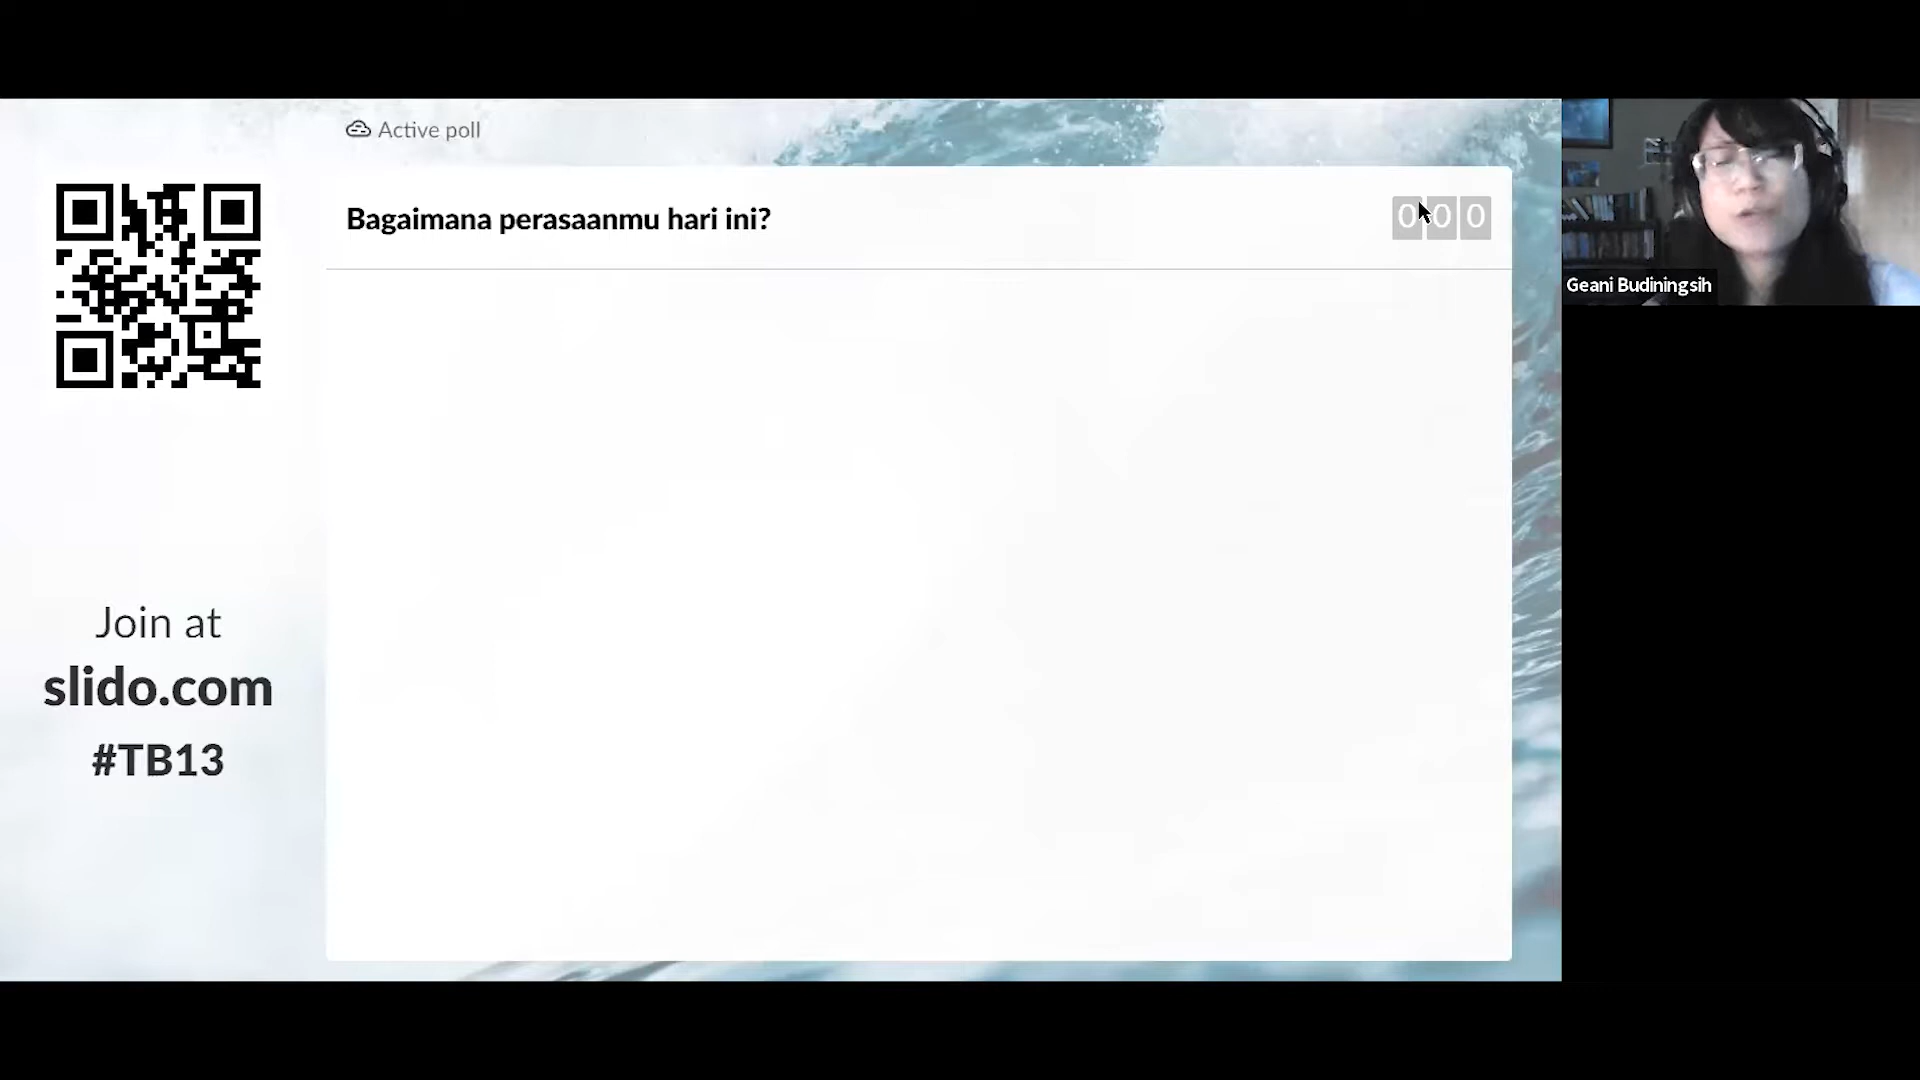 Active poll
Bagaimana perasaanmu hari ini?
0 0 0
Geani Budiningsih
Join at
slido.com
#TB13